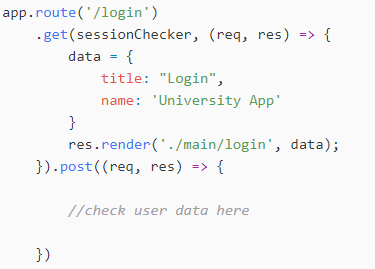 app.route('/login')
    .get(sessionChecker, (req, res) => {
        data = {
            title: "Login",
            name: 'University App'
        }
        res.render('./main/login', data);
    }).post((req, res) => {
        //check user data here
    })